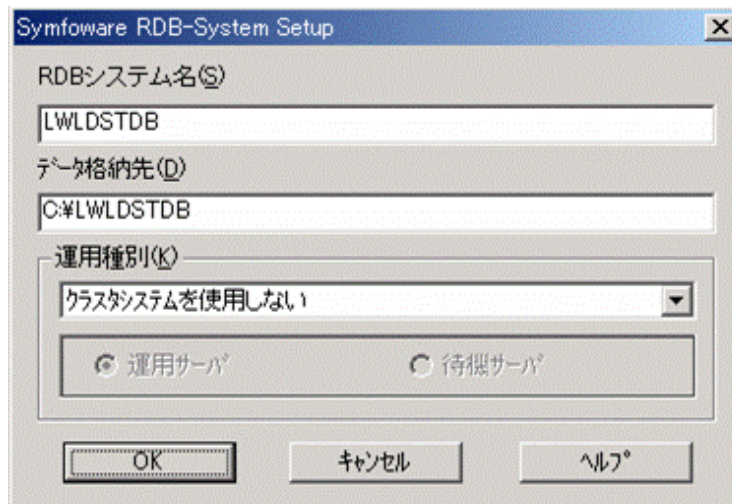 Symfoware RDB-System Setup
RDBシステム名(S)
LWLDSTDB
ﾃﾞｰﾀ格納先(D)
C:¥LWLDSTDB
運用種別(K)
ｸﾗｽﾀｼｽﾃﾑを使用しない
運用ｻｰﾊﾞ 待機ｻｰﾊﾞ
OK ｷｬﾝｾﾙ ﾍﾙﾌﾟ